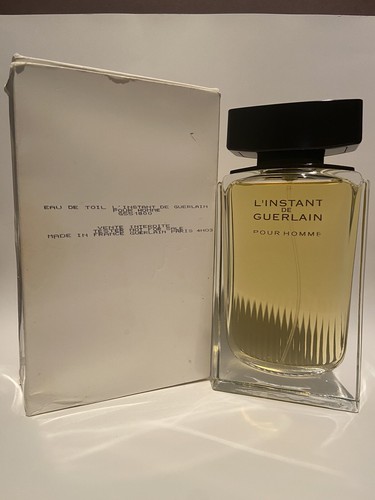 EAU DE TOIL L'INSTANT DE GUERLAIN
POUR HOMME
VENTE INTERDITE
MADE IN FRANCE GUERLAIN PARIS
L'INSTANT
DE
GUERLAIN
POUR HOMME